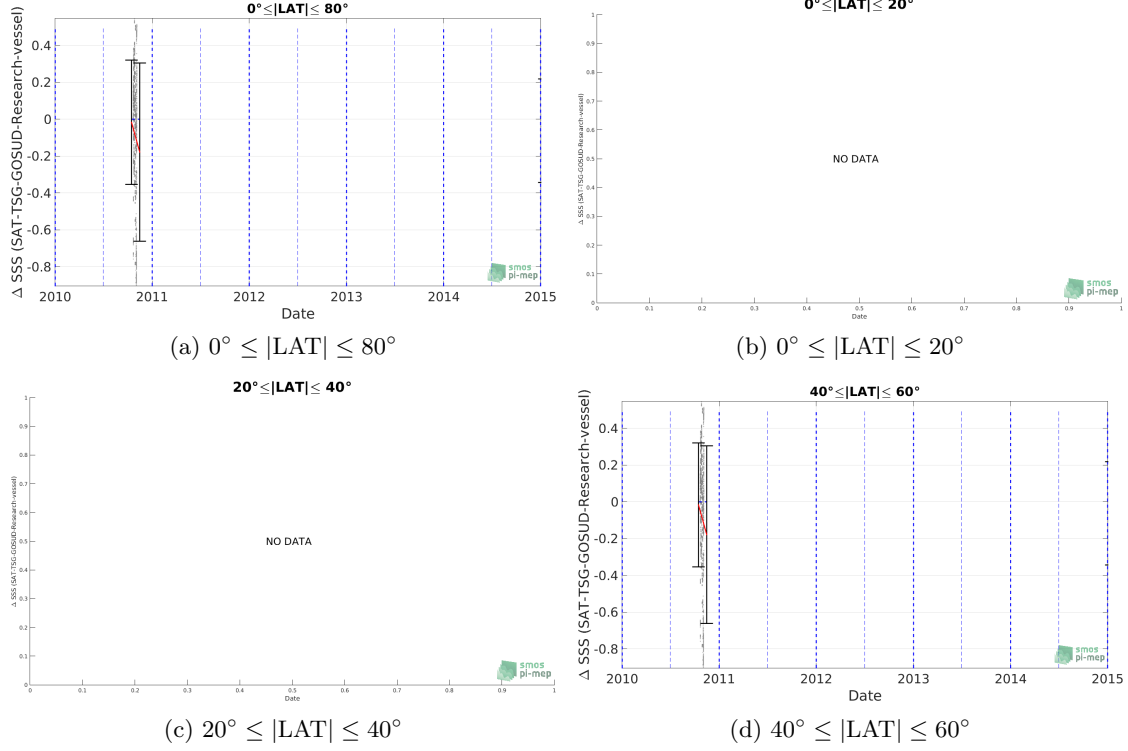 0°≤|LAT|≤ 80°
Δ SSS (SAT-TSG-GOSUD-Research-vessel)
0.4
0.2
0
-0.2
-0.4
-0.6
-0.8
2010 2011 2012 2013 2014 2015
Date
smos
pi-mep
(a) 0° ≤ |LAT| ≤ 80°
0°≤|LAT|≤ 20°
Δ SSS (SAT-TSG-GOSUD-Research-vessel)
1
0.9
0.8
0.7
0.6
0.5
0.4
0.3
0.2
0.1
0
NO DATA
0 0.1 0.2 0.3 0.4 0.5 0.6 0.7 0.8 0.9 1
Date
smos
pi-mep
(b) 0° ≤ |LAT| ≤ 20°
20°≤|LAT|≤ 40°
Δ SSS (SAT-TSG-GOSUD-Research-vessel)
1
0.9
0.8
0.7
0.6
0.5
0.4
0.3
0.2
0.1
0
NO DATA
0 0.1 0.2 0.3 0.4 0.5 0.6 0.7 0.8 0.9 1
Date
smos
pi-mep
(c) 20° ≤ |LAT| ≤ 40°
40°≤|LAT|≤ 60°
Δ SSS (SAT-TSG-GOSUD-Research-vessel)
0.4
0.2
0
-0.2
-0.4
-0.6
-0.8
2010 2011 2012 2013 2014 2015
Date
smos
pi-mep
(d) 40° ≤ |LAT| ≤ 60°